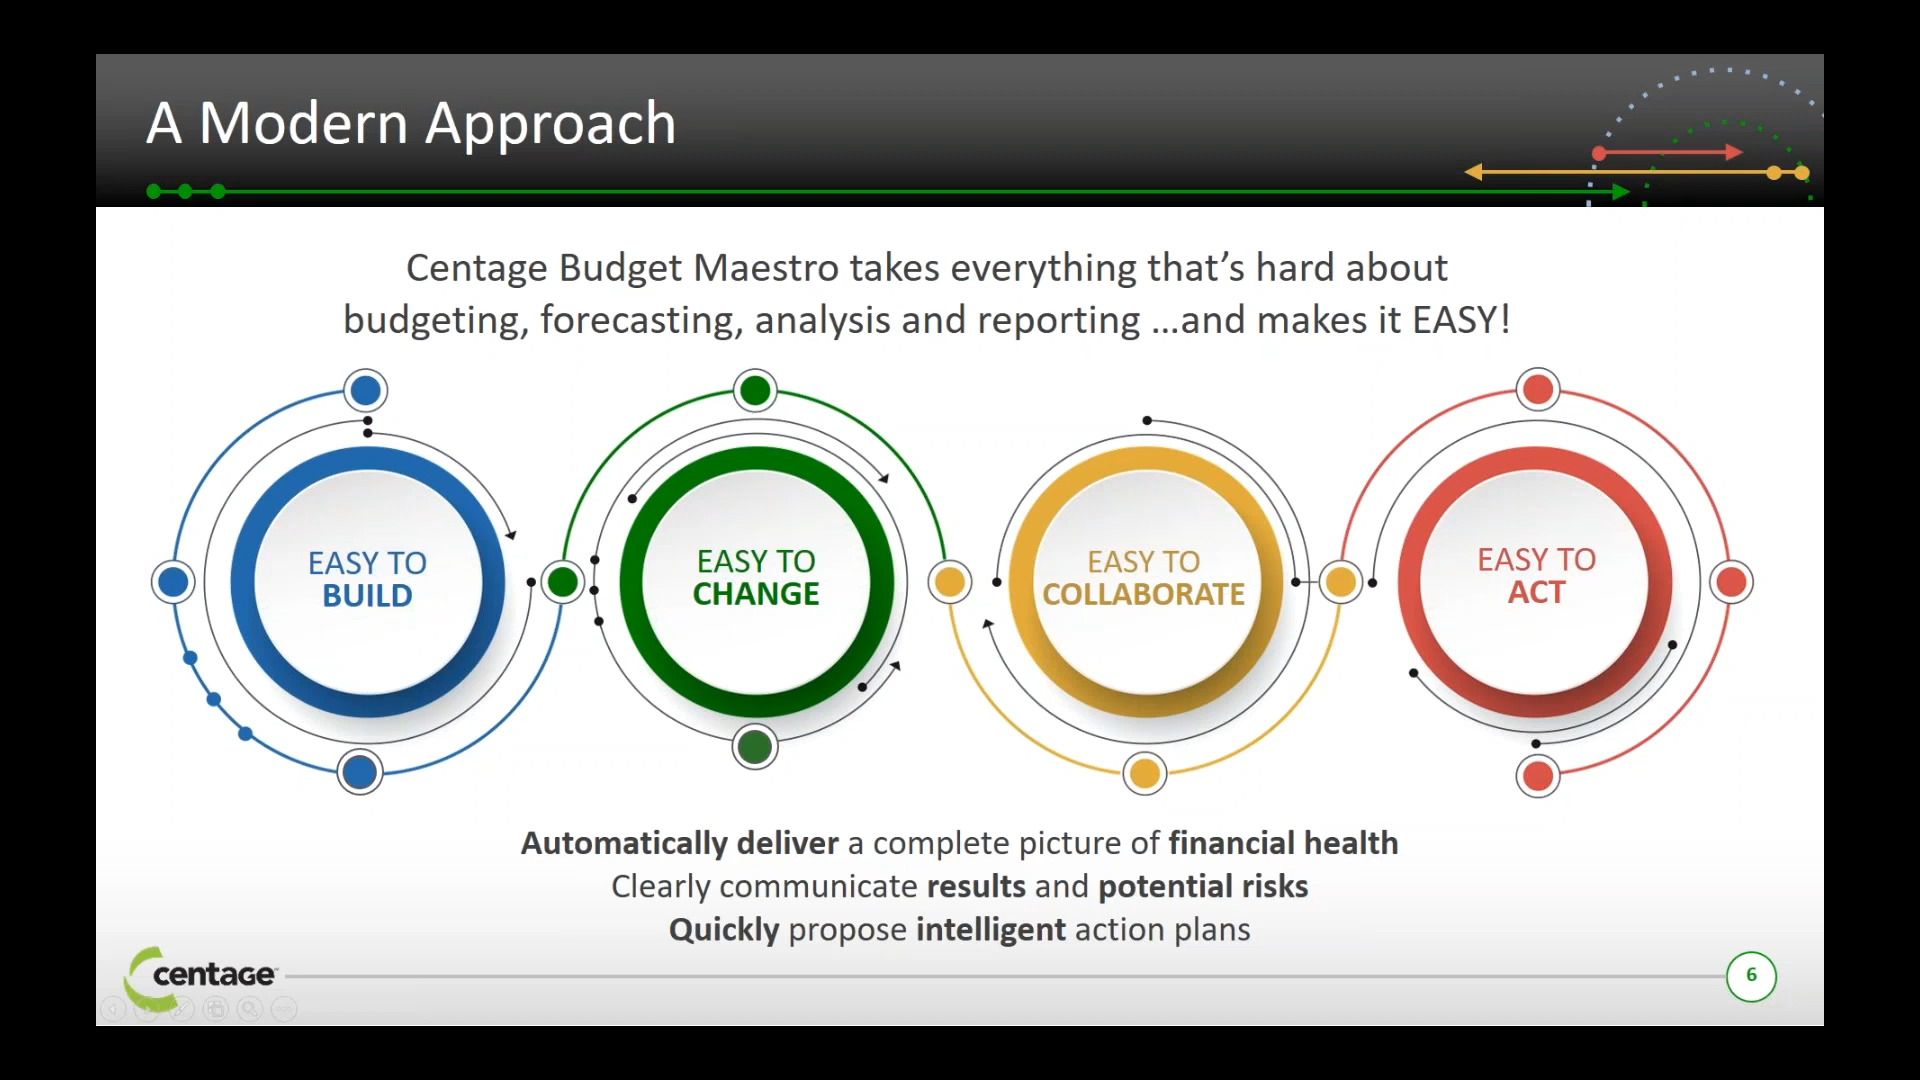 A Modern Approach
Centage Budget Maestro takes everything that’s hard about
budgeting, forecasting, analysis and reporting ...and makes it EASY!
EASY TO
BUILD
EASY TO
CHANGE
EASY TO
COLLABORATE
EASY TO
ACT
Automatically deliver a complete picture of financial health
Clearly communicate results and potential risks
Quickly propose intelligent action plans
centage
6